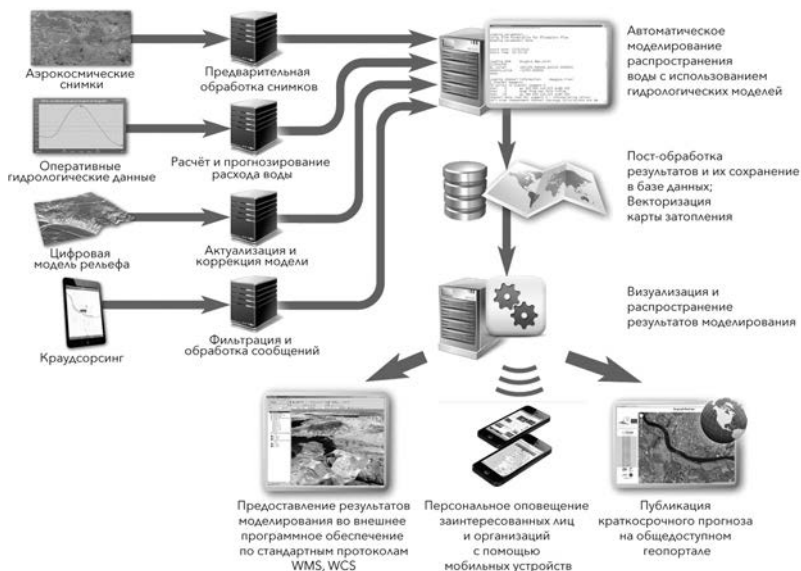 Аэрокосмические
снимки
Предварительная
обработка снимков
Автоматическое
моделирование
распространения
воды с использованием
гидрологических моделей
Оперативные
гидрологические данные
Расчёт и прогнозирование
расхода воды
Пост-обработка
результатов и их сохранение
в базе данных;
Векторизация
карты затопления
Цифровая
модель рельефа
Актуализация и
коррекция модели
Визуализация и
распространение
результатов моделирования
Краудсорсинг
Фильтрация и
обработка сообщений
Предоставление результатов
моделирования во внешнее
программное обеспечение
по стандартным протоколам
WMS, WCS
Персональное оповещение
заинтересованных лиц
и организаций
с помощью
мобильных устройств
Публикация
краткосрочного прогноза
на общедоступном
геопортале